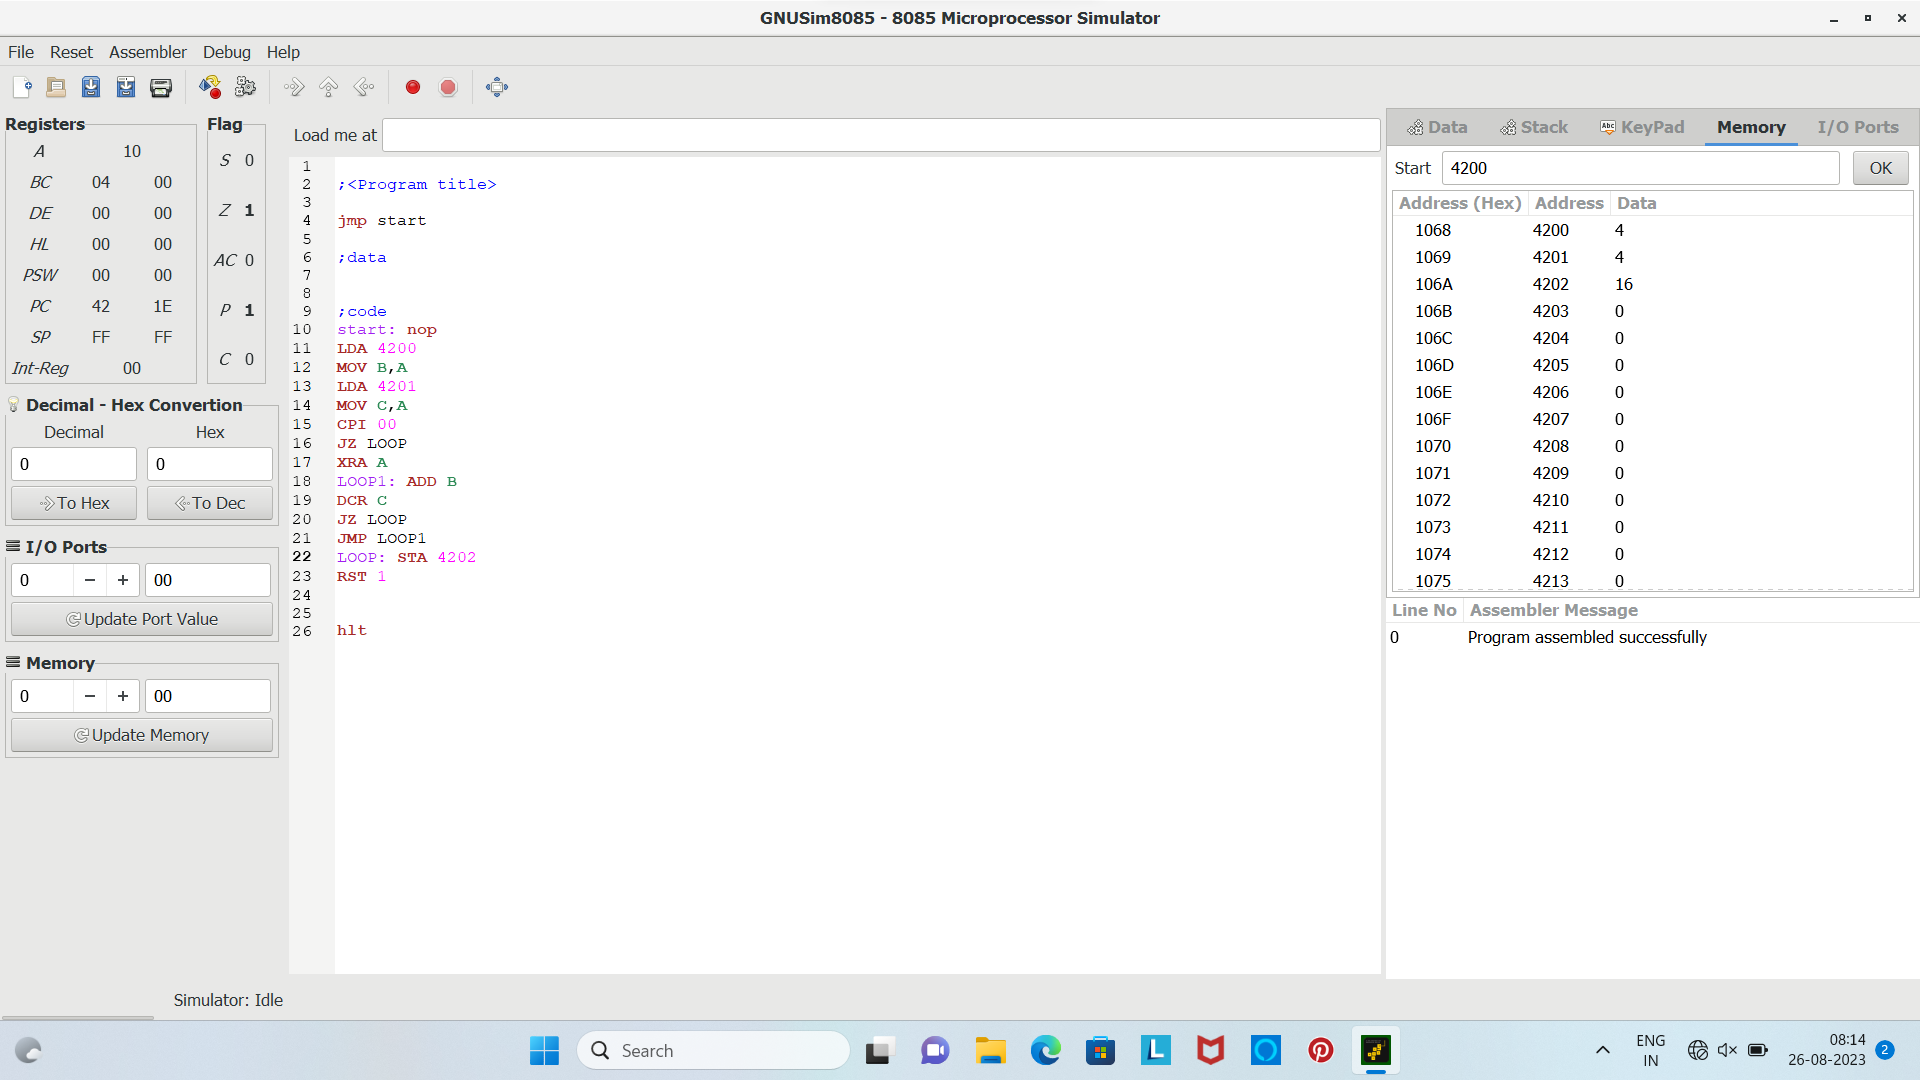 GNUSim8085 - 8085 Microprocessor Simulator
File Reset Assembler Debug Help
Registers
A 10
BC 04 00
DE 00 00
HL 00 00
PSW 00 00
PC 42 1E
SP FF FF
Int-Reg 00
Flag
S 0
Z 1
AC 0
P 1
C 0
Decimal - Hex Convertion
Decimal Hex
0 0
To Hex To Dec
I/O Ports
0 − + 00
Update Port Value
Memory
0 − + 00
Update Memory
Load me at
1
2 ;<Program title>
3
4 jmp start
5
6 ;data
7
8
9 ;code
10 start: nop
11 LDA 4200
12 MOV B,A
13 LDA 4201
14 MOV C,A
15 CPI 00
16 JZ LOOP
17 XRA A
18 LOOP1: ADD B
19 DCR C
20 JZ LOOP
21 JMP LOOP1
22 LOOP: STA 4202
23 RST 1
24
25
26 hlt
Data Stack Abc KeyPad Memory I/O Ports
Start 4200 OK
Address (Hex) Address Data
1068 4200 4
1069 4201 4
106A 4202 16
106B 4203 0
106C 4204 0
106D 4205 0
106E 4206 0
106F 4207 0
1070 4208 0
1071 4209 0
1072 4210 0
1073 4211 0
1074 4212 0
1075 4213 0
Line No Assembler Message
0 Program assembled successfully
Simulator: Idle
Search
L
ENG
IN
08:14
26-08-2023
2